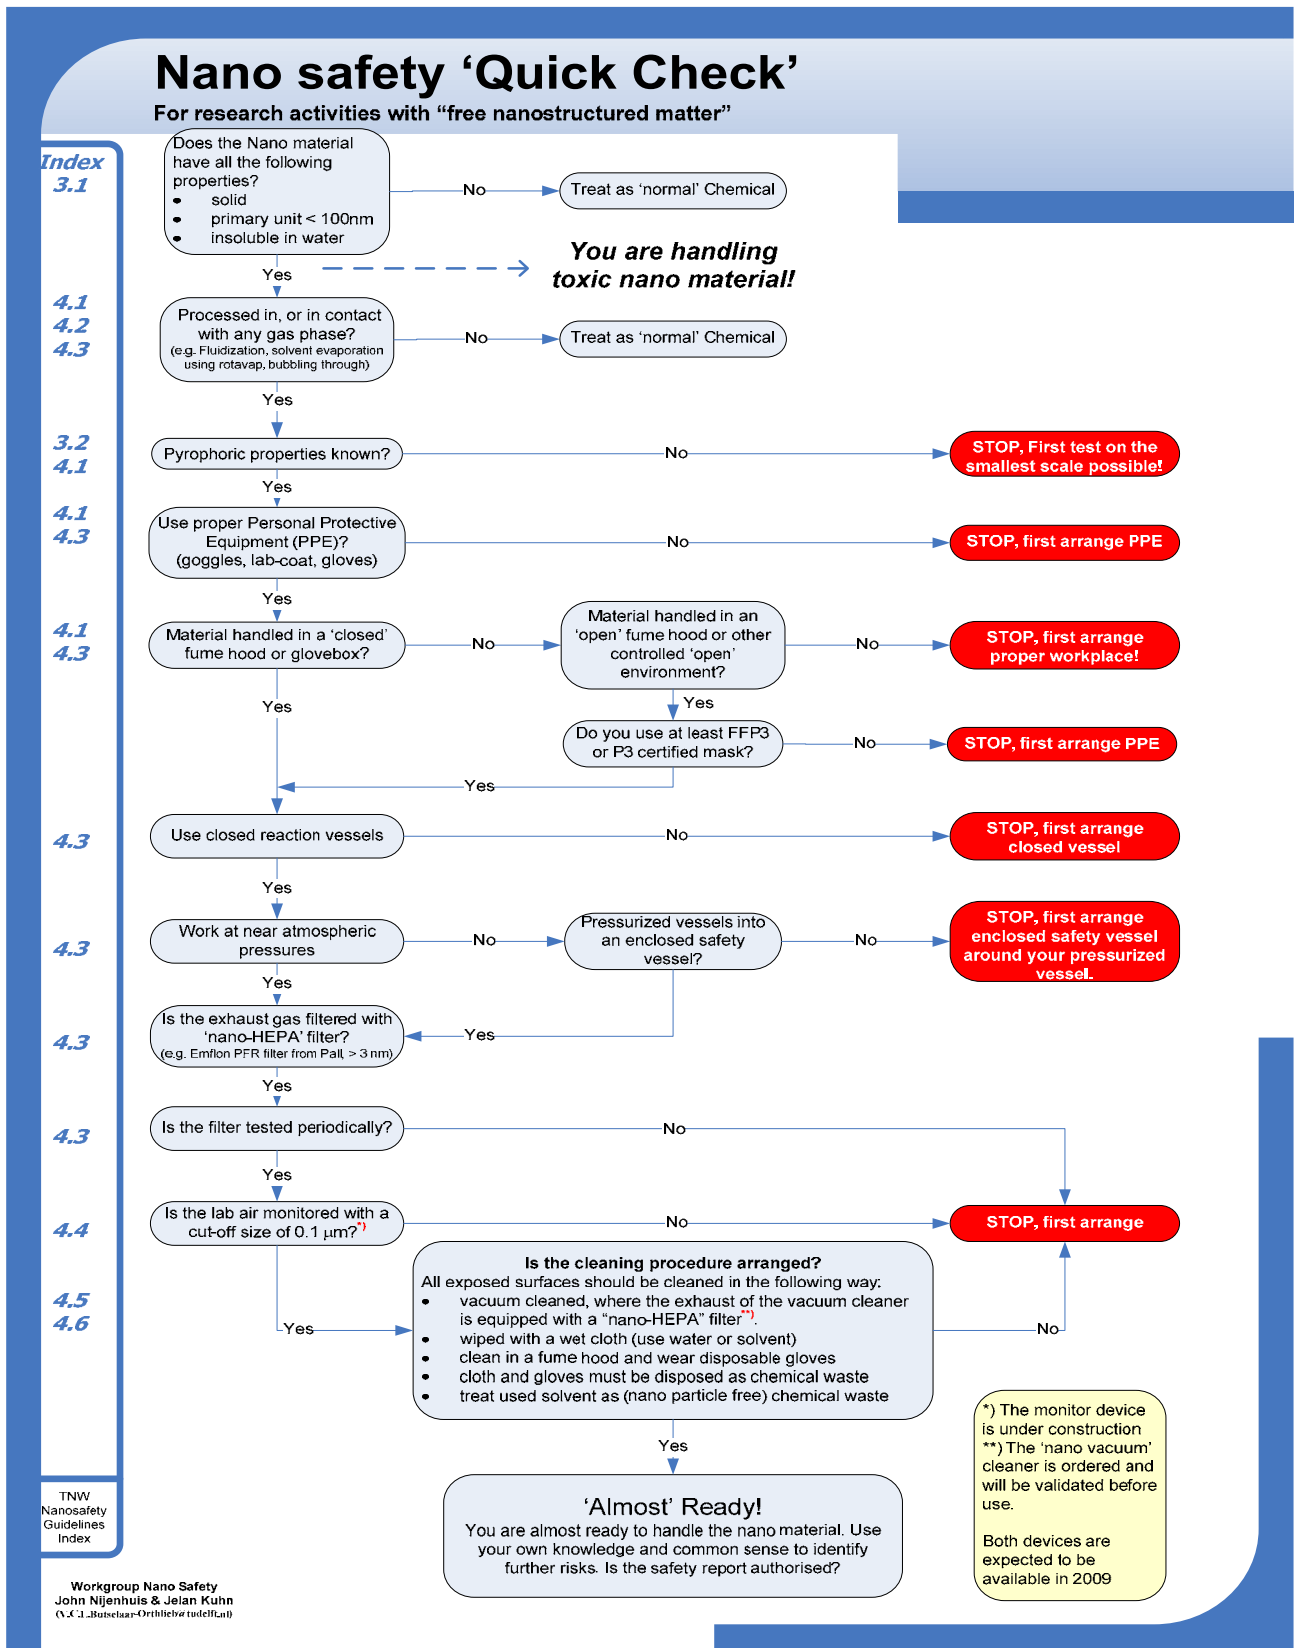 Nano safety ‘Quick Check’
For research activities with “free nanostructured matter”
Index
3.1
Does the Nano material
have all the following
properties?
• solid
• primary unit < 100nm
• insoluble in water
No
Treat as ‘normal’ Chemical
Yes
You are handling
toxic nano material!
4.1
4.2
4.3
Processed in, or in contact
with any gas phase?
(e.g. Fluidization, solvent evaporation
using rotavap, bubbling through)
No
Treat as ‘normal’ Chemical
Yes
3.2
4.1
Pyrophoric properties known?
No
STOP, First test on the
smallest scale possible!
Yes
4.1
4.3
Use proper Personal Protective
Equipment (PPE)?
(goggles, lab-coat, gloves)
No
STOP, first arrange PPE
Yes
4.1
4.3
Material handled in a ‘closed’
fume hood or glovebox?
No
Material handled in an
‘open’ fume hood or other
controlled ‘open’
environment?
No
STOP, first arrange
proper workplace!
Yes
Yes
Do you use at least FFP3
or P3 certified mask?
No
STOP, first arrange PPE
Yes
4.3
Use closed reaction vessels
No
STOP, first arrange
closed vessel
Yes
4.3
Work at near atmospheric
pressures
No
Pressurized vessels into
an enclosed safety
vessel?
No
STOP, first arrange
enclosed safety vessel
around your pressurized
vessel.
Yes
4.3
Is the exhaust gas filtered with
‘nano-HEPA’ filter?
(e.g. Emflon PFR filter from Pall, > 3 nm)
Yes
Yes
4.3
Is the filter tested periodically?
No
Yes
4.4
Is the lab air monitored with a
cut-off size of 0.1 µm?*)
No
STOP, first arrange
4.5
4.6
Yes
Is the cleaning procedure arranged?
All exposed surfaces should be cleaned in the following way:
• vacuum cleaned, where the exhaust of the vacuum cleaner
is equipped with a “nano-HEPA” filter**).
• wiped with a wet cloth (use water or solvent)
• clean in a fume hood and wear disposable gloves
• cloth and gloves must be disposed as chemical waste
• treat used solvent as (nano particle free) chemical waste
No
Yes
‘Almost’ Ready!
You are almost ready to handle the nano material. Use
your own knowledge and common sense to identify
further risks. Is the safety report authorised?
*) The monitor device
is under construction
**) The ‘nano vacuum’
cleaner is ordered and
will be validated before
use.
Both devices are
expected to be
available in 2009
TNW
Nanosafety
Guidelines
Index
Workgroup Nano Safety
John Nijenhuis & Jelan Kuhn
(V.C.L.Butselaar-Orthlieb@tudelft.nl)